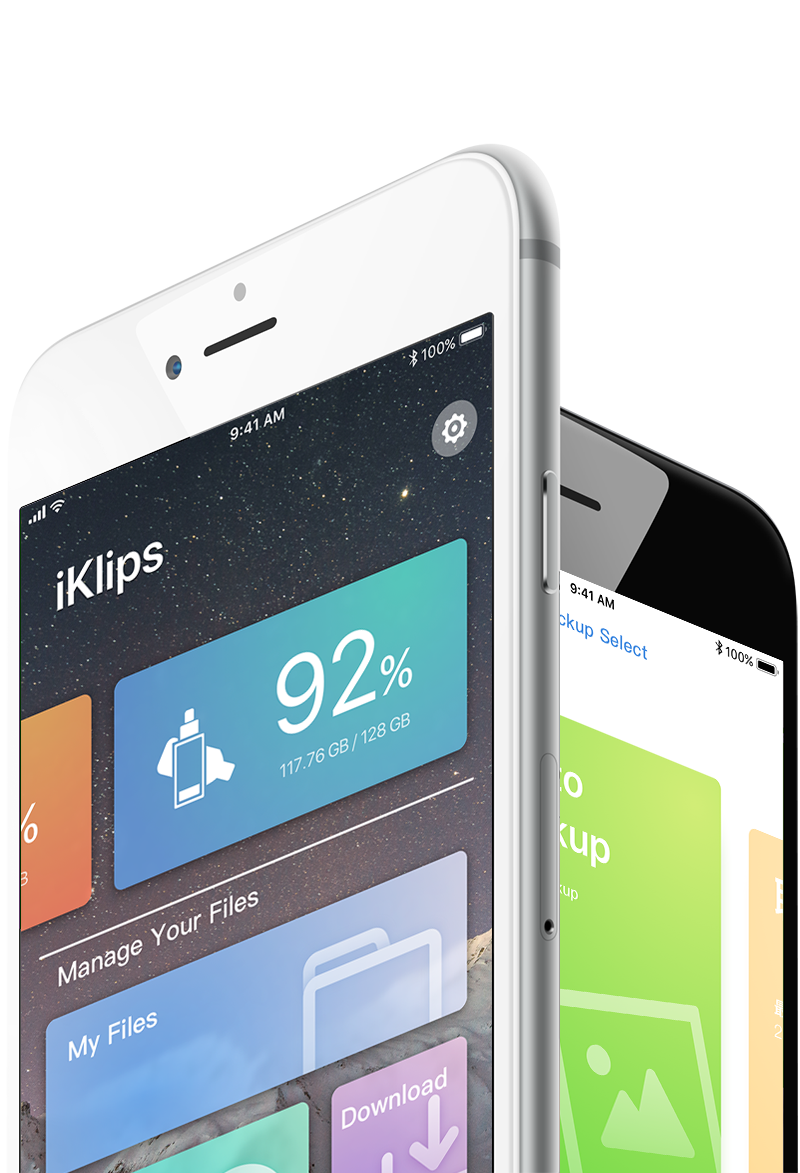 100%
9:41 AM
iKlips
92%
117.76 GB / 128 GB
%
B
Manage Your Files
My Files
Download
9:41 AM
100%
ckup Select
to
kup
kup